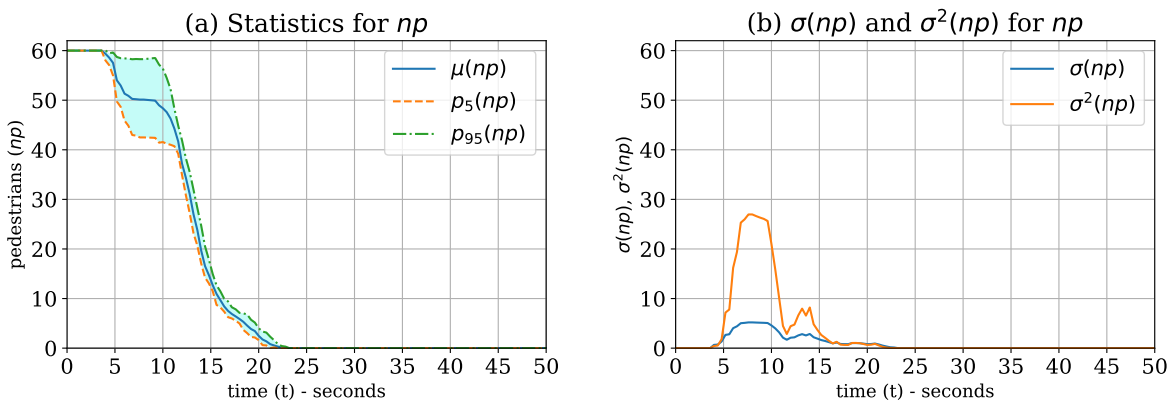 (a) Statistics for np
60
50
40
30
20
10
0
pedestrians (np)
μ(np)
p₅(np)
p₉₅(np)
0 5 10 15 20 25 30 35 40 45 50
time (t) - seconds
(b) σ(np) and σ²(np) for np
60
50
40
30
20
10
0
σ(np), σ²(np)
σ(np)
σ²(np)
0 5 10 15 20 25 30 35 40 45 50
time (t) - seconds